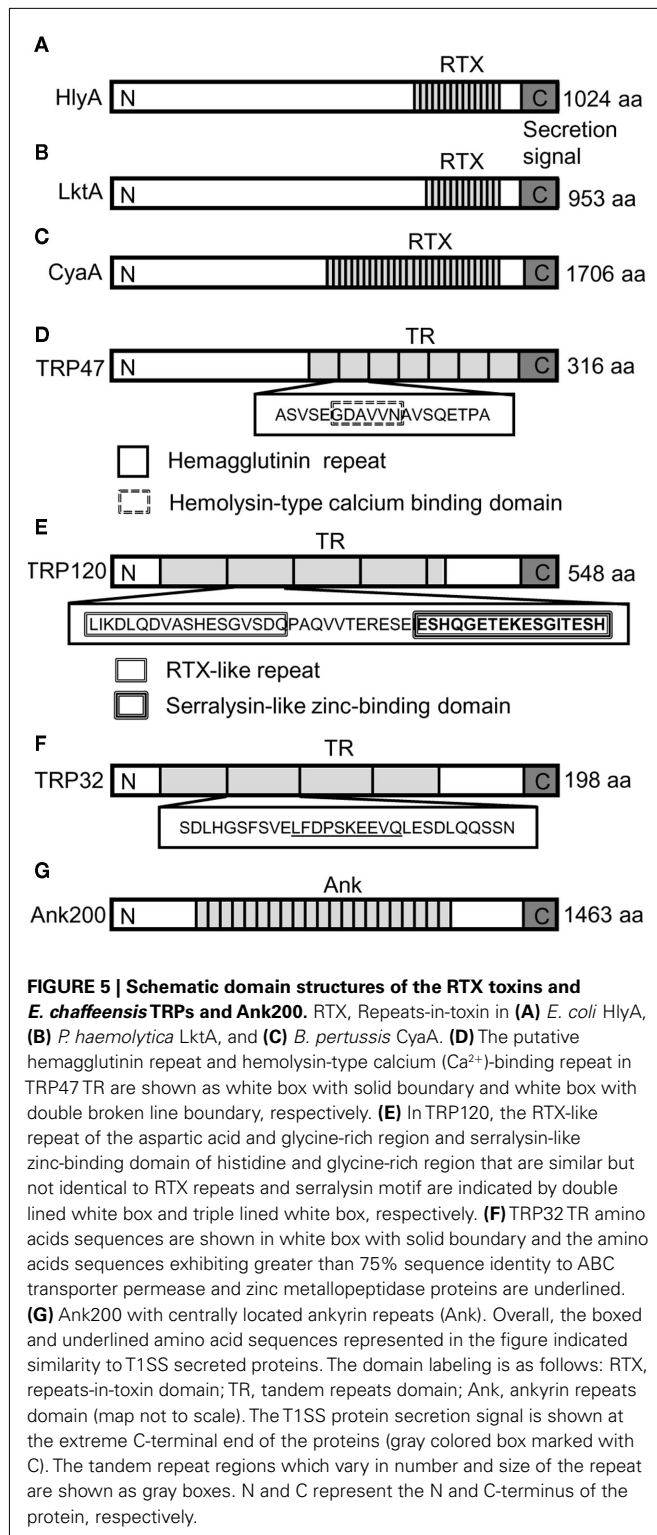 A
RTX
HlyA N C 1024 aa
Secretion
signal
B
RTX
LktA N C 953 aa
C
RTX
CyaA N C 1706 aa
D
TR
TRP47 N C 316 aa
ASVSEGDAVVNAVSQETPA
Hemagglutinin repeat
Hemolysin-type calcium binding domain
E
TR
TRP120 N C 548 aa
LIKDLQDVASHESGVSDQPAQVVTERESEIESHQGETEKESGITESH
RTX-like repeat
Serralysin-like zinc-binding domain
F
TR
TRP32 N C 198 aa
SDLHGSFSVELFDPSKEEVQLESDLQQSSN
G
Ank
Ank200 N C 1463 aa
FIGURE 5 | Schematic domain structures of the RTX toxins and
E. chaffeensis TRPs and Ank200. RTX, Repeats-in-toxin in (A) E. coli HlyA,
(B) P. haemolytica LktA, and (C) B. pertussis CyaA. (D) The putative
hemagglutinin repeat and hemolysin-type calcium (Ca2+)-binding repeat in
TRP47 TR are shown as white box with solid boundary and white box with
double broken line boundary, respectively. (E) In TRP120, the RTX-like
repeat of the aspartic acid and glycine-rich region and serralysin-like
zinc-binding domain of histidine and glycine-rich region that are similar but
not identical to RTX repeats and serralysin motif are indicated by double
lined white box and triple lined white box, respectively. (F) TRP32 TR amino
acids sequences are shown in white box with solid boundary and the amino
acids sequences exhibiting greater than 75% sequence identity to ABC
transporter permease and zinc metallopeptidase proteins are underlined.
(G) Ank200 with centrally located ankyrin repeats (Ank). Overall, the boxed
and underlined amino acid sequences represented in the figure indicated
similarity to T1SS secreted proteins. The domain labeling is as follows: RTX,
repeats-in-toxin domain; TR, tandem repeats domain; Ank, ankyrin repeats
domain (map not to scale). The T1SS protein secretion signal is shown at
the extreme C-terminal end of the proteins (gray colored box marked with
C). The tandem repeat regions which vary in number and size of the repeat
are shown as gray boxes. N and C represent the N and C-terminus of the
protein, respectively.